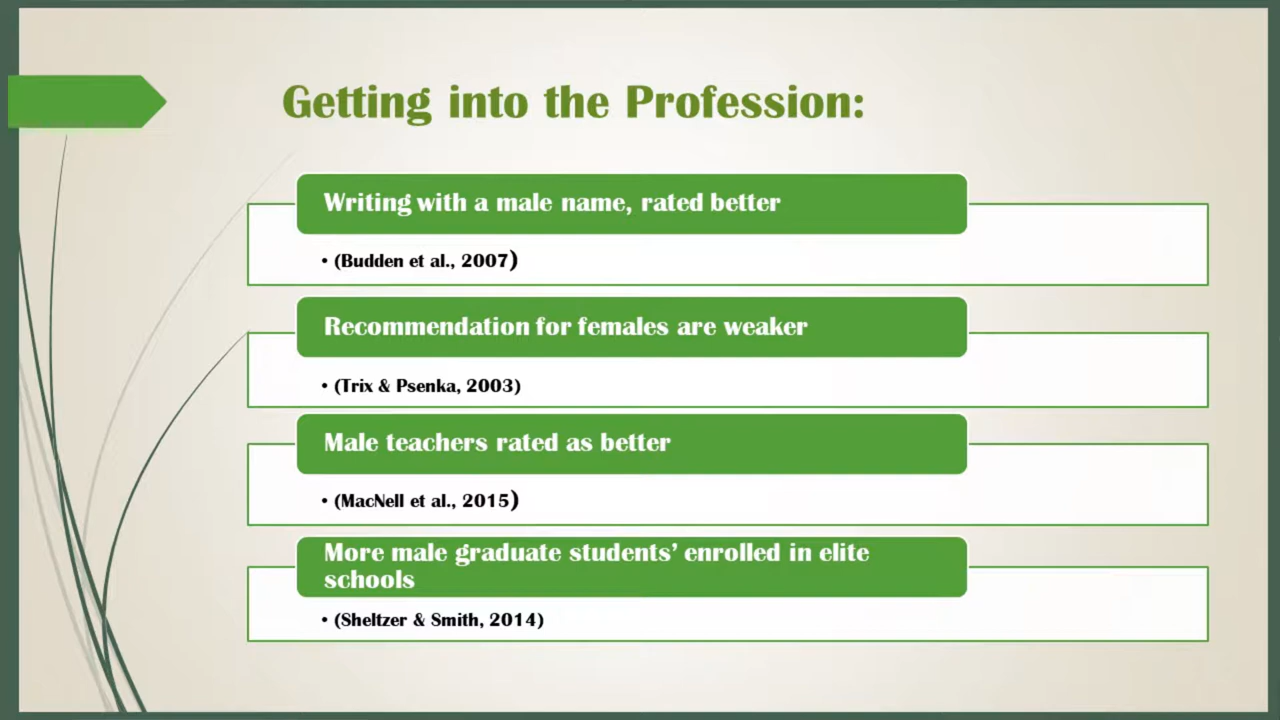 Getting into the Profession:
Writing with a male name, rated better
• (Budden et al., 2007)
Recommendation for females are weaker
• (Trix & Psenka, 2003)
Male teachers rated as better
• (MacNell et al., 2015)
More male graduate students’ enrolled in elite
schools
• (Sheltzer & Smith, 2014)